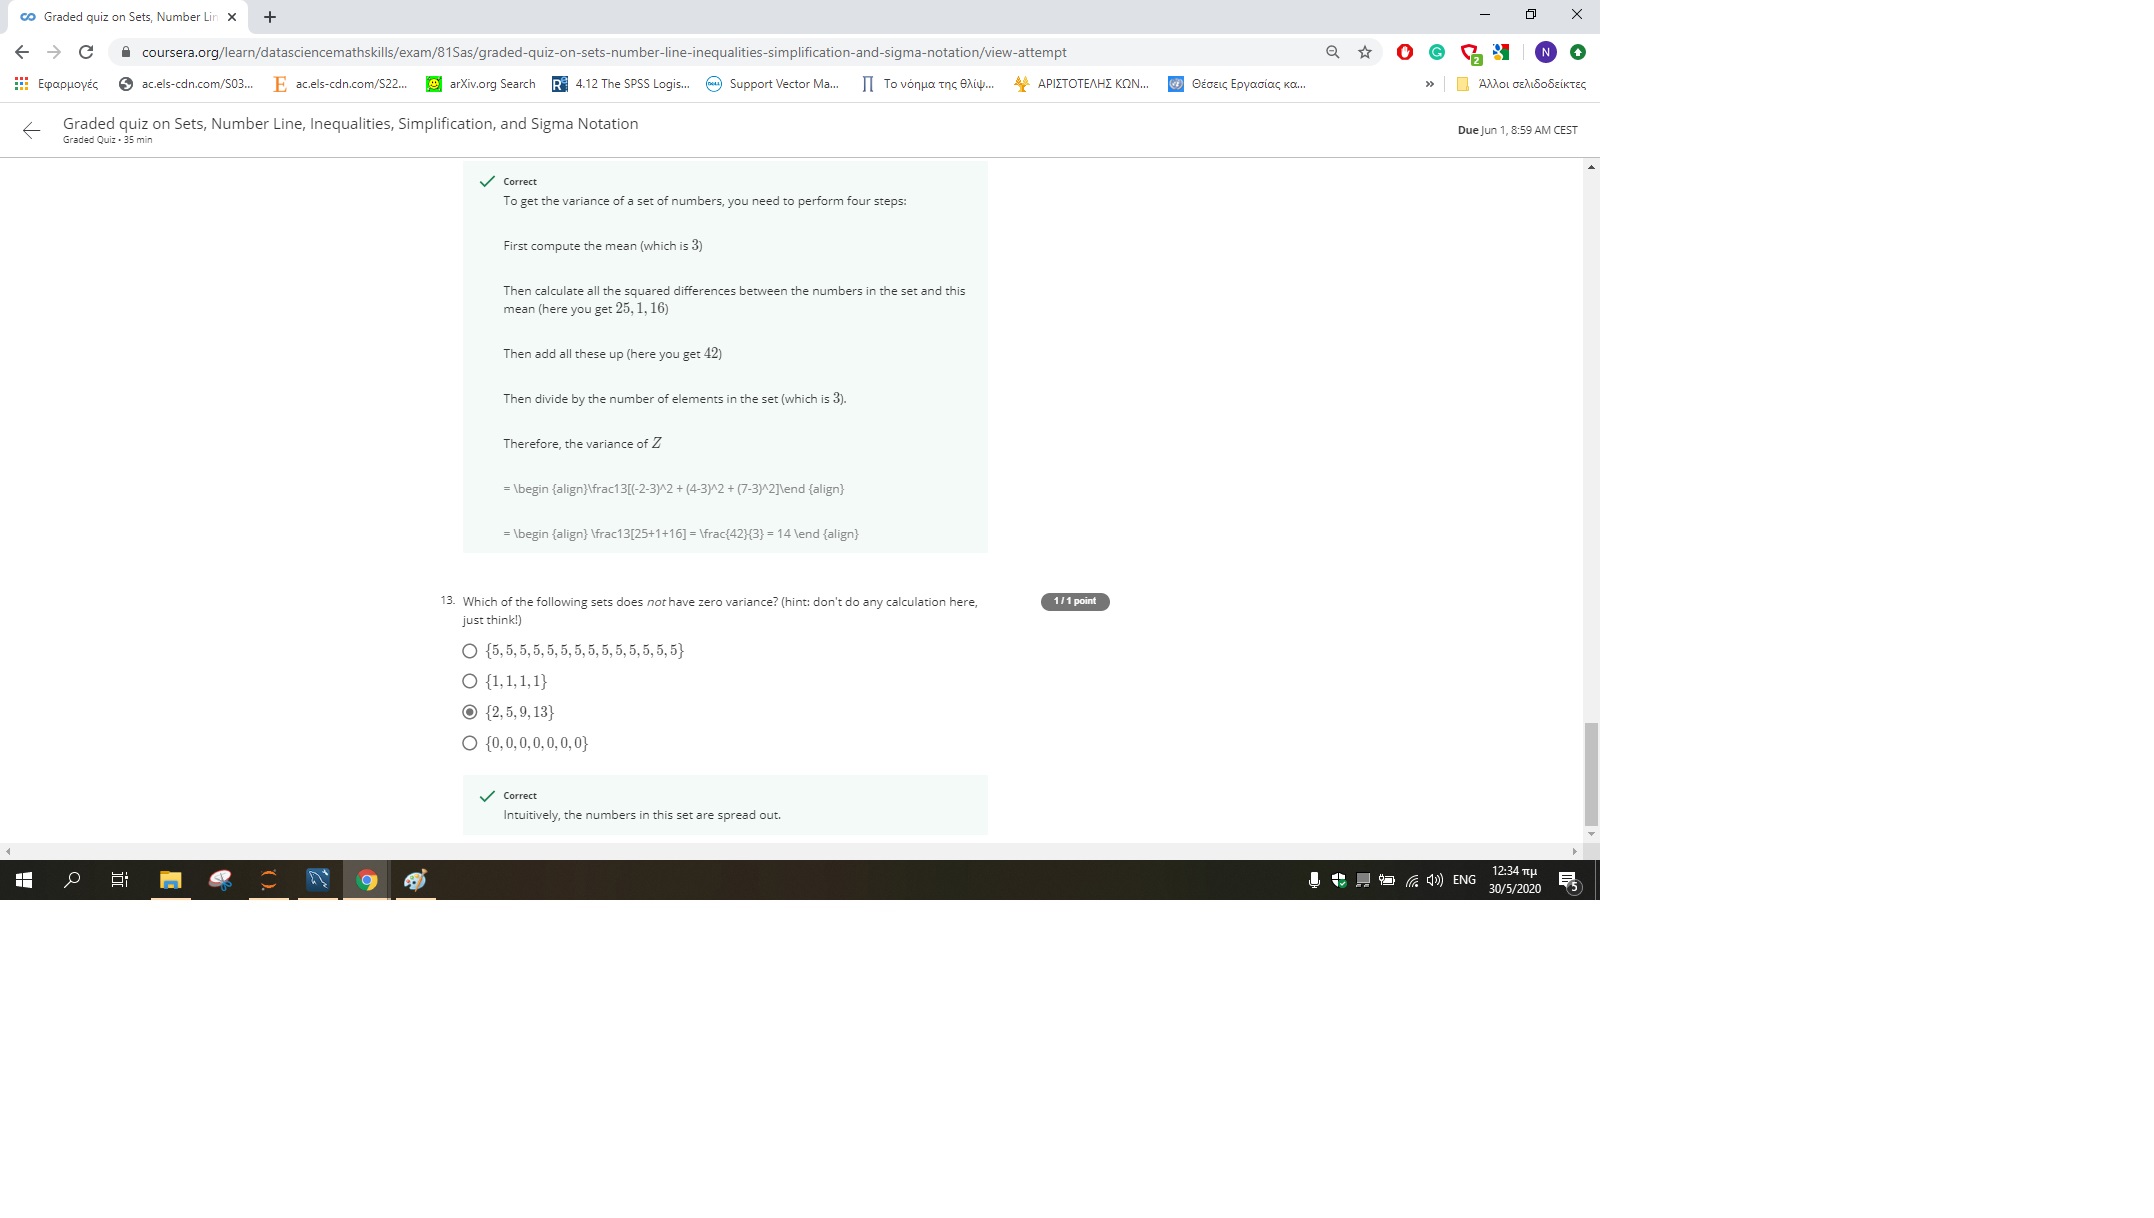 Graded quiz on Sets, Number Lin
coursera.org/learn/datasciencemathskills/exam/81Sas/graded-quiz-on-sets-number-line-inequalities-simplification-and-sigma-notation/view-attempt
N
2
Εφαρμογές ac.els-cdn.com/S03... ac.els-cdn.com/S22... arXiv.org Search 4.12 The SPSS Logis... Support Vector Ma... Το νόημα της θλίψ... ΑΡΙΣΤΟΤΕΛΗΣ ΚΩΝ... Θέσεις Εργασίας κα... » Άλλοι σελιδοδείκτες
Graded quiz on Sets, Number Line, Inequalities, Simplification, and Sigma Notation
Graded Quiz • 35 min
Due Jun 1, 8:59 AM CEST
Correct
To get the variance of a set of numbers, you need to perform four steps:
First compute the mean (which is 3)
Then calculate all the squared differences between the numbers in the set and this
mean (here you get 25, 1, 16)
Then add all these up (here you get 42)
Then divide by the number of elements in the set (which is 3).
Therefore, the variance of Z
= \begin {align}\frac13[(-2-3)^2 + (4-3)^2 + (7-3)^2]\end {align}
= \begin {align} \frac13[25+1+16] = \frac{42}{3} = 14 \end {align}
13. Which of the following sets does not have zero variance? (hint: don't do any calculation here,
just think!)
1 / 1 point
{5, 5, 5, 5, 5, 5, 5, 5, 5, 5, 5, 5, 5, 5}
{1, 1, 1, 1}
{2, 5, 9, 13}
{0, 0, 0, 0, 0, 0, 0}
Correct
Intuitively, the numbers in this set are spread out.
ENG
12:34 πμ
30/5/2020
5